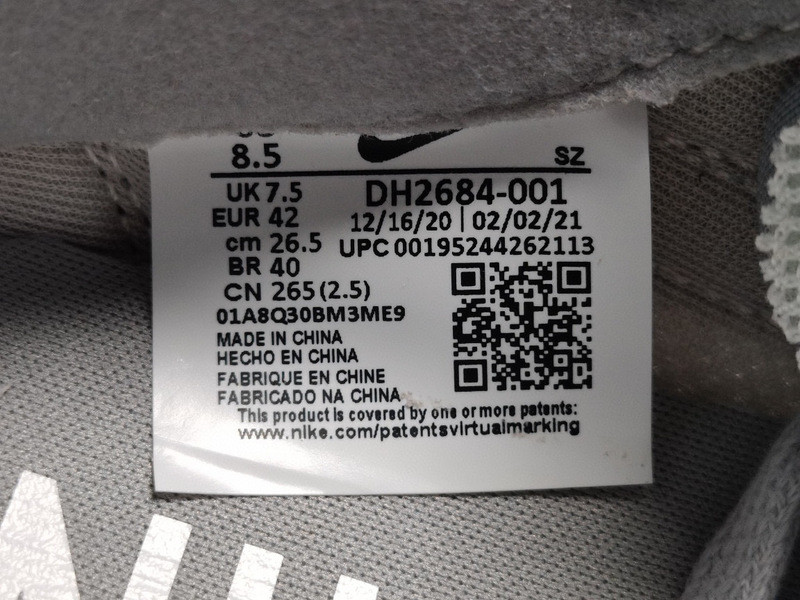 8.5
SZ
UK 7.5
DH2684-001
EUR 42
12/16/20 | 02/02/21
cm 26.5
UPC 00195244262113
BR 40
CN 265 (2.5)
01A8Q30BM3ME9
MADE IN CHINA
HECHO EN CHINA
FABRIQUE EN CHINE
FABRICADO NA CHINA
This product is covered by one or more patents:
www.nike.com/patentsvirtualmarking